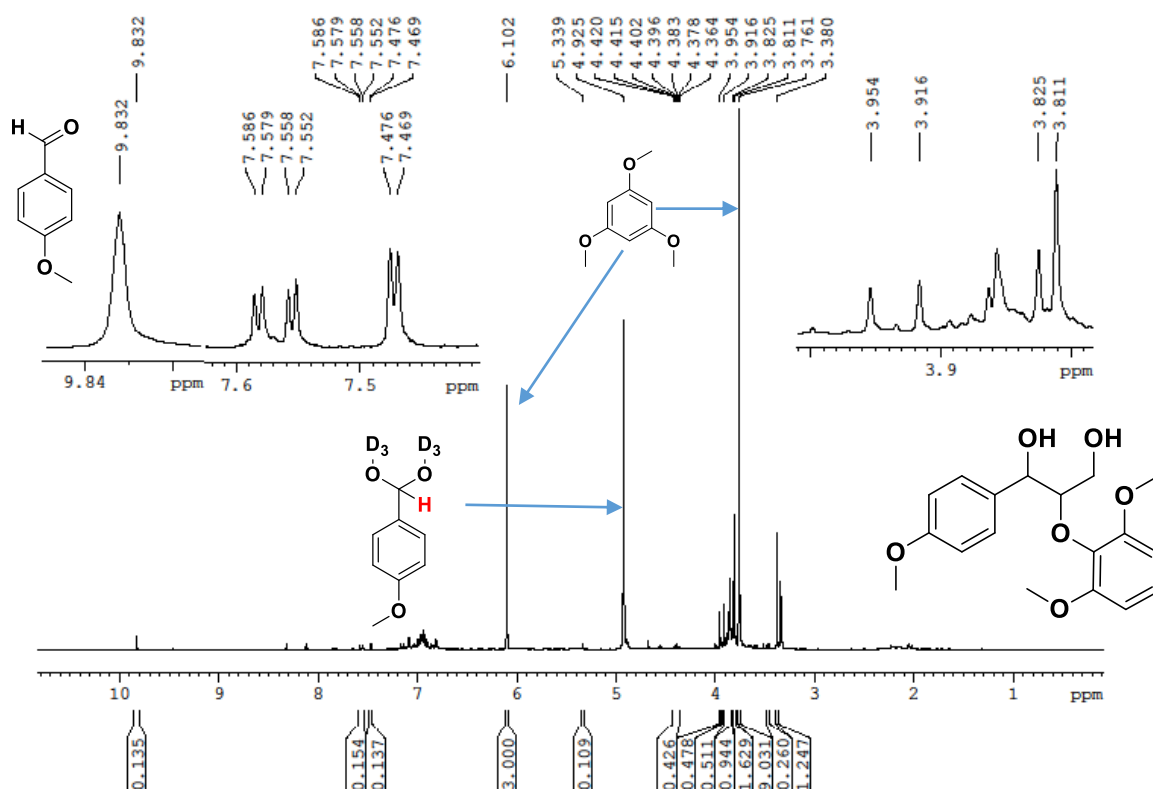 9.832
7.586
7.579
7.558
7.552
7.476
7.469
6.102
5.339
4.925
4.420
4.415
4.402
4.396
4.383
4.378
4.364
3.954
3.916
3.825
3.811
3.761
3.380
H O
O
9.832
7.586
7.579
7.558
7.552
7.476
7.469
O
O O
3.954
3.916
3.825
3.811
9.84 ppm
7.6 7.5 ppm
3.9 ppm
D3 D3
O O
H
O
OH OH
O
O
O
O
10 9 8 7 6 5 4 3 2 1 ppm
0.135
0.154
0.137
3.000
0.109
0.426
0.478
0.511
0.944
1.629
9.031
0.260
1.247